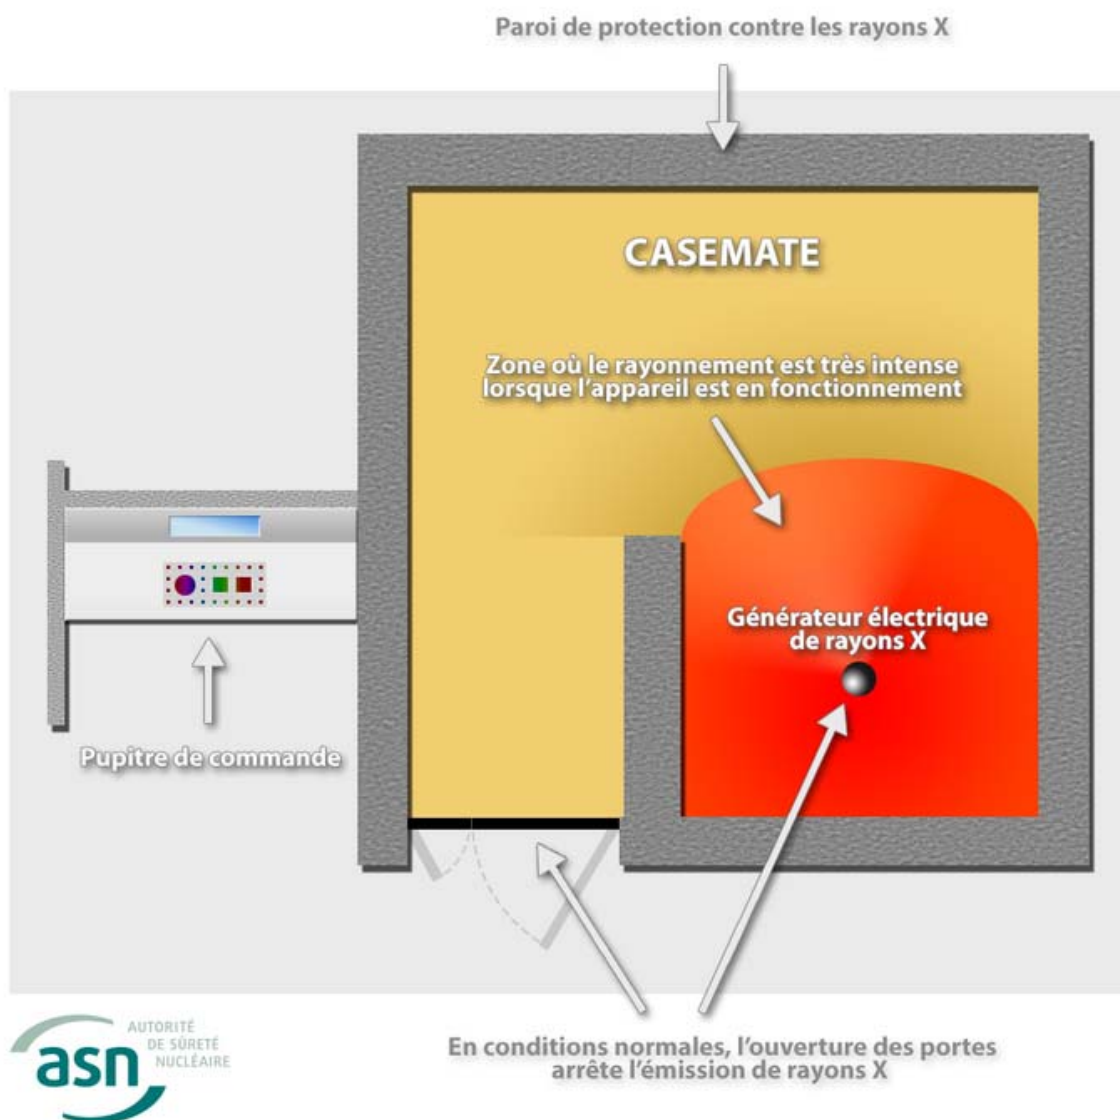 Paroi de protection contre les rayons X
CASEMATE
Zone où le rayonnement est très intense
lorsque l'appareil est en fonctionnement
Générateur électrique
de rayons X
Pupitre de commande
En conditions normales, l'ouverture des portes
arrête l'émission de rayons X
asn
AUTORITÉ
DE SÛRETÉ
NUCLÉAIRE